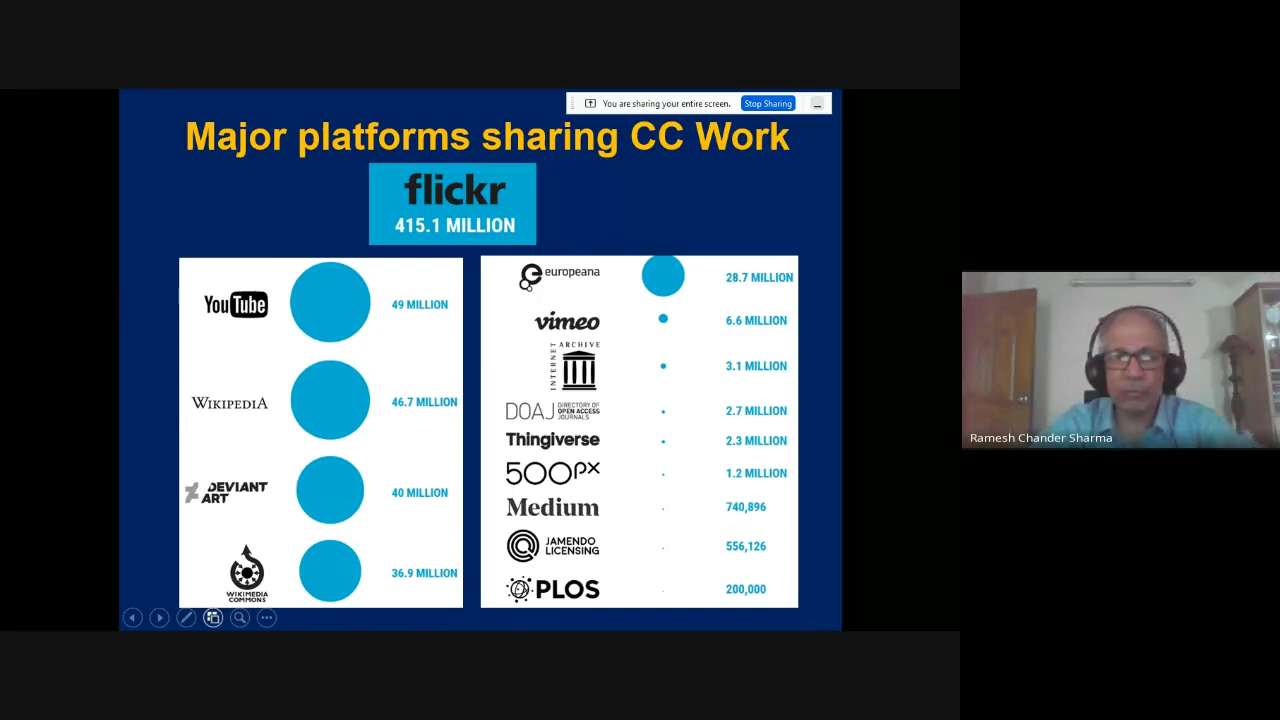 You are sharing your entire screen.
Stop Sharing
Major platforms sharing CC Work
flickr
415.1 MILLION
YouTube
49 MILLION
WIKIPEDIA
46.7 MILLION
DEVIANT
ART
40 MILLION
WIKIMEDIA
COMMONS
36.9 MILLION
europeana
28.7 MILLION
vimeo
6.6 MILLION
INTERNET
ARCHIVE
3.1 MILLION
DOAJ
DIRECTORY OF
OPEN ACCESS
JOURNALS
2.7 MILLION
Thingiverse
2.3 MILLION
500px
1.2 MILLION
Medium
740,896
JAMENDO
LICENSING
556,126
PLOS
200,000
Ramesh Chander Sharma